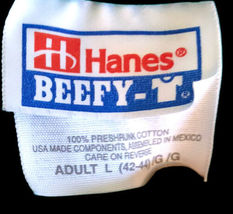 Hanes®
BEEFY-T®
100% PRESHRUNK COTTON
USA MADE COMPONENTS, ASSEMBLED IN MEXICO
CARE ON REVERSE
ADULT L (42-44)/G /G